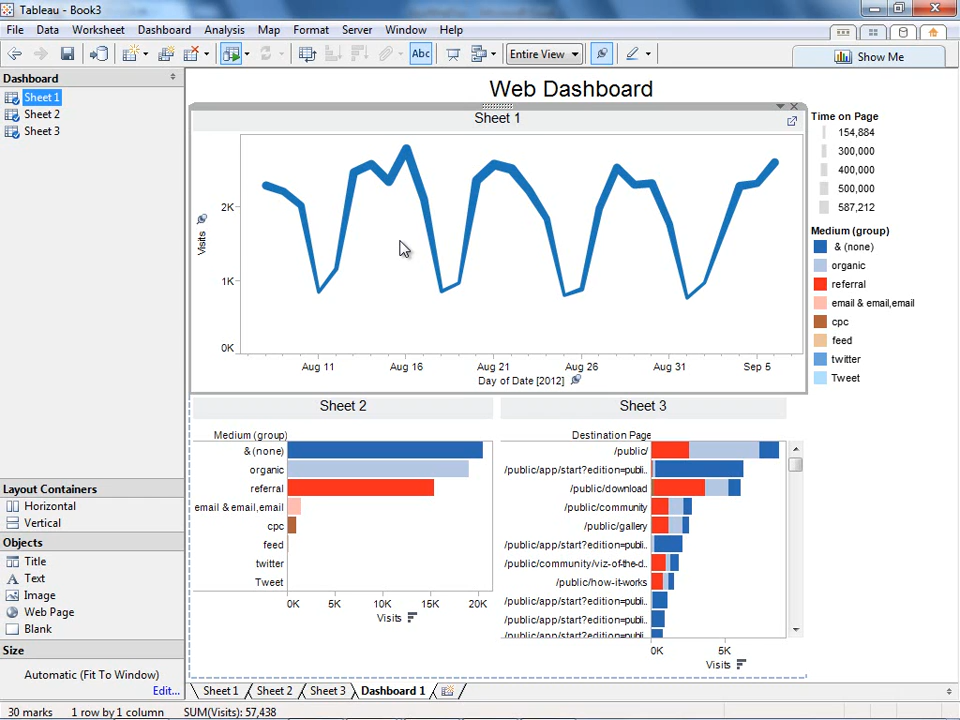 Tableau - Book3
File Data Worksheet Dashboard Analysis Map Format Server Window Help
Abc Entire View Show Me
Dashboard
Sheet 1
Sheet 2
Sheet 3
Layout Containers
Horizontal
Vertical
Objects
Title
Text
Image
Web Page
Blank
Size
Automatic (Fit To Window)
Edit...
Web Dashboard
Sheet 1
Visits
2K
1K
0K
Aug 11 Aug 16 Aug 21 Aug 26 Aug 31 Sep 5
Day of Date [2012]
Time on Page
154,884
300,000
400,000
500,000
587,212
Medium (group)
& (none)
organic
referral
email & email,email
cpc
feed
twitter
Tweet
Sheet 2
Medium (group)
& (none)
organic
referral
email & email,email
cpc
feed
twitter
Tweet
0K 5K 10K 15K 20K
Visits
Sheet 3
Destination Page
/public/
/public/app/start?edition=publi..
/public/download
/public/community
/public/gallery
/public/app/start?edition=publi..
/public/community/viz-of-the-d..
/public/how-it-works
/public/app/start?edition=publi..
/public/app/start?edition=publi..
/public/app/start?edition=publi..
0K 5K
Visits
Sheet 1 Sheet 2 Sheet 3 Dashboard 1
30 marks 1 row by 1 column SUM(Visits): 57,438